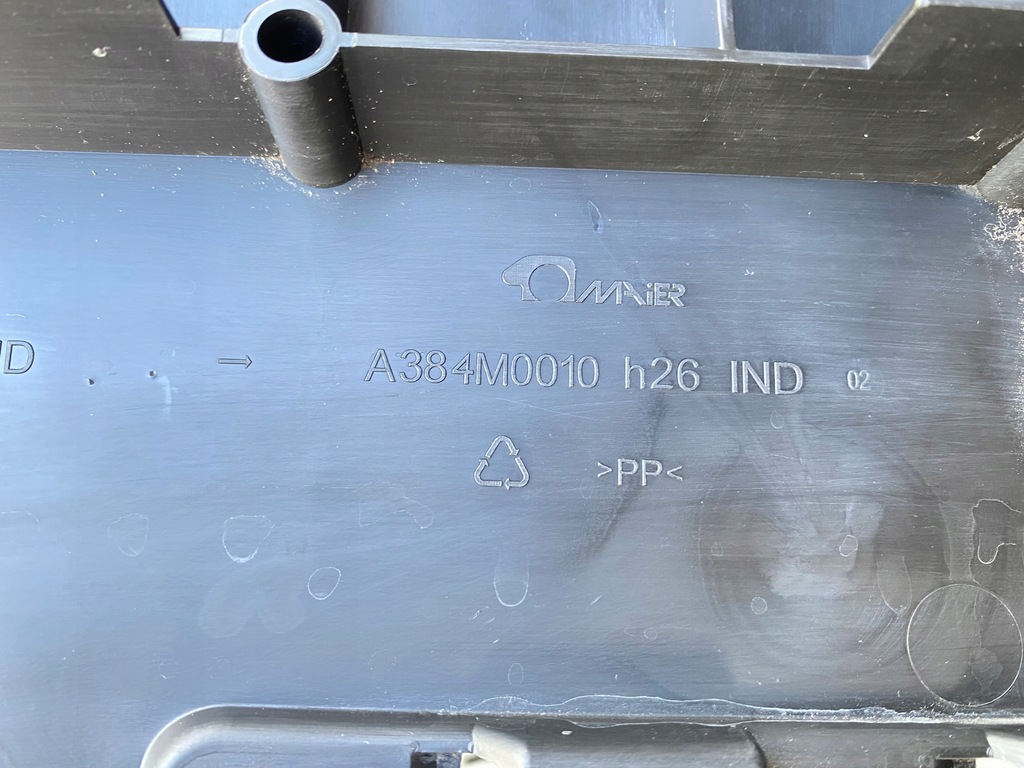 MAiER
→ A384M0010 h26 IND 02
>PP<